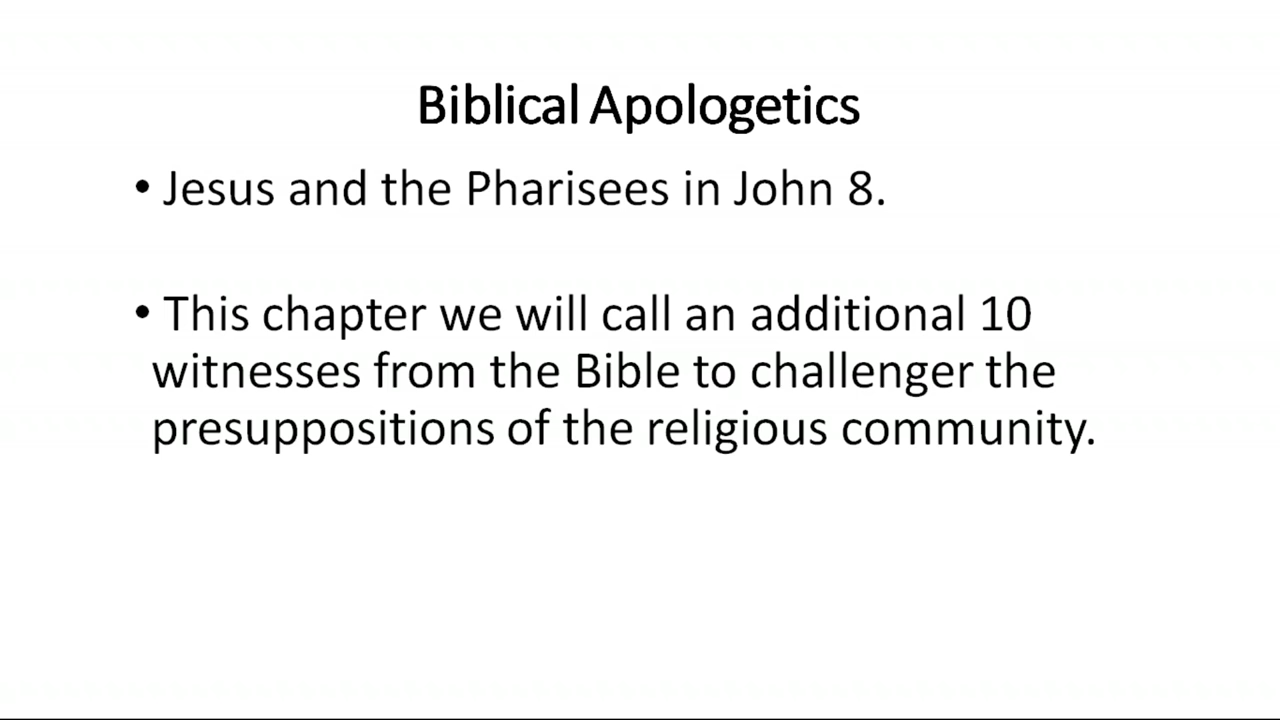 Biblical Apologetics
• Jesus and the Pharisees in John 8.
• This chapter we will call an additional 10
witnesses from the Bible to challenger the
presuppositions of the religious community.